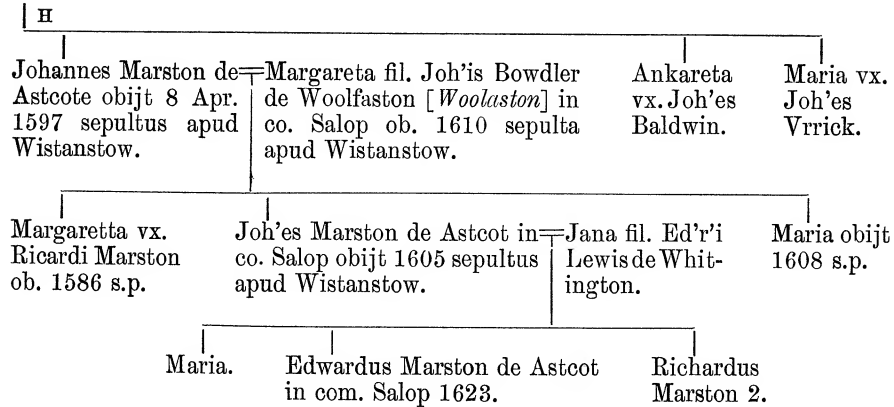 H
Johannes Marston de
Astcote obijt 8 Apr.
1597 sepultus apud
Wistanstow.
Margareta fil. Joh'is Bowdler
de Woolfaston [Woolaston] in
co. Salop ob. 1610 sepulta
apud Wistanstow.
Ankareta
vx. Joh'es
Baldwin.
Maria vx.
Joh'es
Vrrick.
Margaretta vx.
Ricardi Marston
ob. 1586 s.p.
Joh'es Marston de Astcot in
co. Salop obijt 1605 sepultus
apud Wistanstow.
Jana fil. Ed'r'i
Lewis de Whit-
ington.
Maria obijt
1608 s.p.
Maria.
Edwardus Marston de Astcot
in com. Salop 1623.
Richardus
Marston 2.